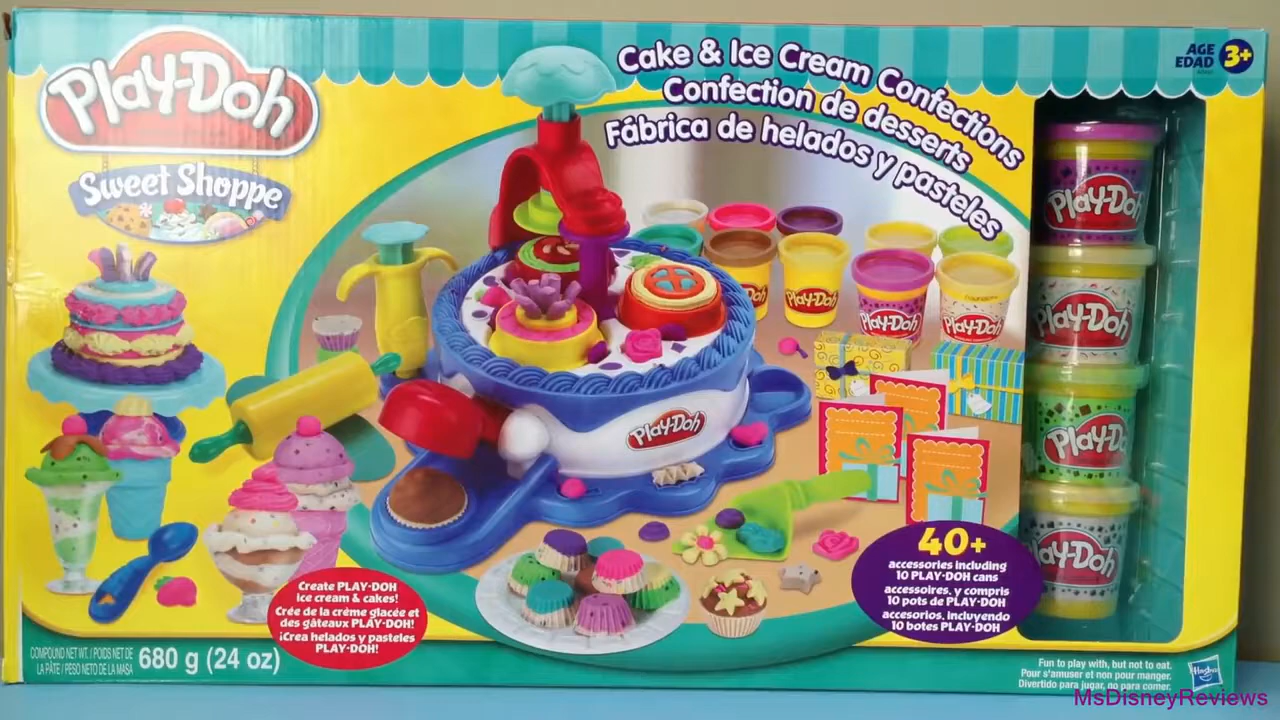 PLAY-DOH
Sweet Shoppe
Cake & Ice Cream Confections
Confection de desserts
Fábrica de helados y pasteles
AGE
EDAD
3+
Play-Doh
Play-Doh
Play-Doh
Play-Doh
Play-Doh
Play-Doh
Play-Doh
Play-Doh
Play-Doh
40+
accessories including
10 PLAY-DOH cans
accessoires, y compris
10 pots de PLAY-DOH
accesorios, incluyendo
10 botes PLAY-DOH
Create PLAY-DOH
ice cream & cakes!
Crée de la crème glacée et
des gâteaux PLAY-DOH!
¡Crea helados y pasteles
PLAY-DOH!
COMPOUND NET WT. / POIDS NET DE
LA PÂTE / PESO NETO DE LA MASA
680 g (24 oz)
Fun to play with, but not to eat.
Pour s'amuser et non pour manger.
Divertido para jugar, no para comer.
Hasbro
MsDisneyReviews